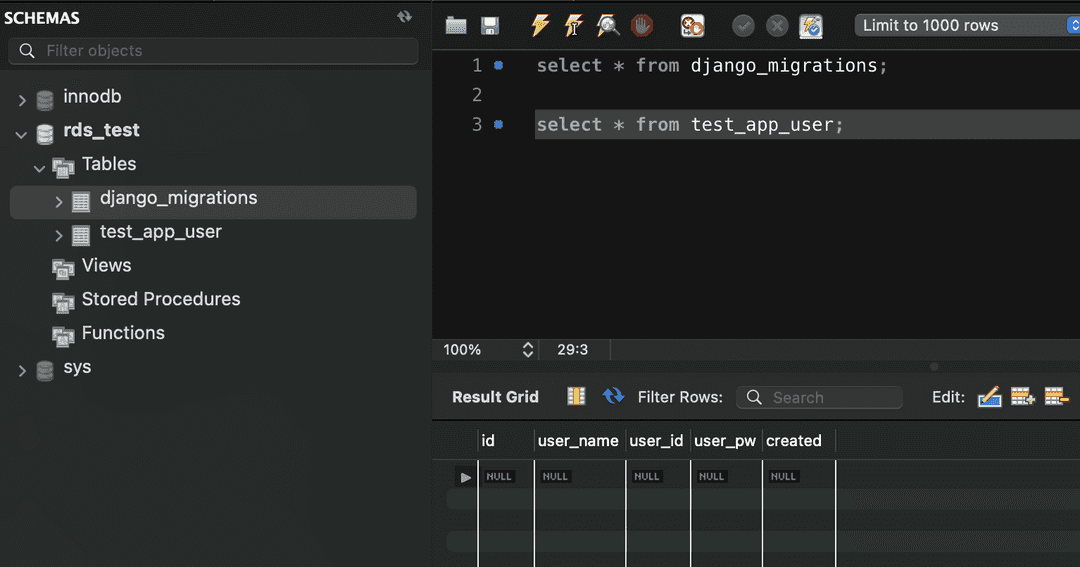 SCHEMAS
Filter objects
innodb
rds_test
Tables
django_migrations
test_app_user
Views
Stored Procedures
Functions
sys
Limit to 1000 rows
1 select * from django_migrations;
2
3 select * from test_app_user;
100% 29:3
Result Grid Filter Rows: Search Edit:
id user_name user_id user_pw created
NULL NULL NULL NULL NULL